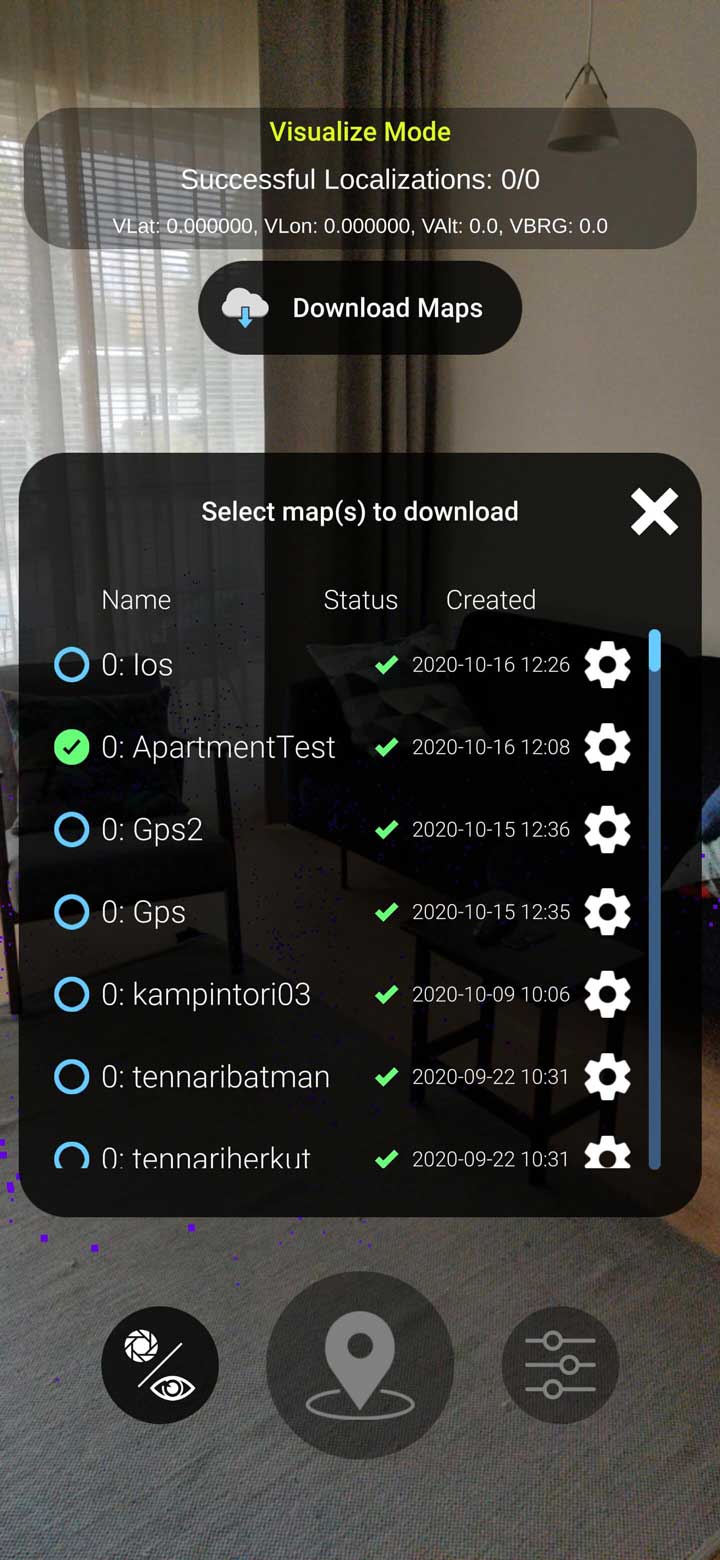 Visualize Mode
Successful Localizations: 0/0
VLat: 0.000000, VLon: 0.000000, VAlt: 0.0, VBRG: 0.0
Download Maps
Select map(s) to download
Name Status Created
0: Ios 2020-10-16 12:26
0: ApartmentTest 2020-10-16 12:08
0: Gps2 2020-10-15 12:36
0: Gps 2020-10-15 12:35
0: kampintori03 2020-10-09 10:06
0: tennaribatman 2020-09-22 10:31
0: tennariherkut 2020-09-22 10:31